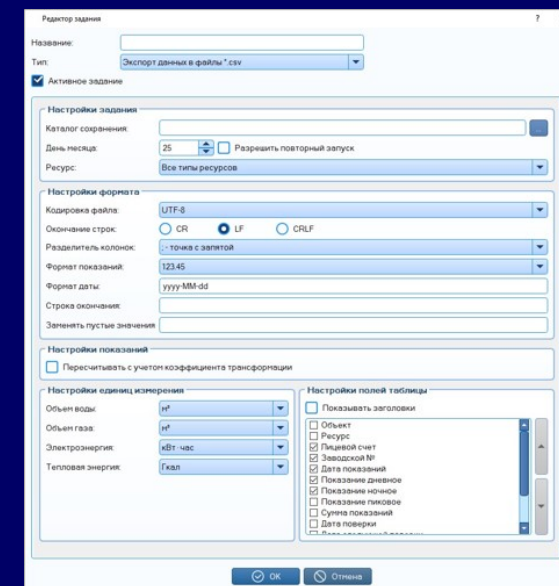 Редактор задания ?
Название:
Тип: Экспорт данных в файлы *.csv
Активное задание
Настройки задания
Каталог сохранения: ...
День месяца: 25 Разрешить повторный запуск
Ресурс: Все типы ресурсов
Настройки формата
Кодировка файла: UTF-8
Окончание строк: CR LF CRLF
Разделитель колонок: ; - точка с запятой
Формат показаний: 123.45
Формат даты: yyyy-MM-dd
Строка окончания:
Заменять пустые значения
Настройки показаний
Пересчитывать с учетом коэффициента трансформации
Настройки единиц измерения
Объем воды: м³
Объем газа: м³
Электроэнергия: кВт·час
Тепловая энергия: Гкал
Настройки полей таблицы
Показывать заголовки
Объект
Ресурс
Лицевой счет
Заводской №
Дата показаний
Показание дневное
Показание ночное
Показание пиковое
Сумма показаний
Дата поверки
OK Отмена